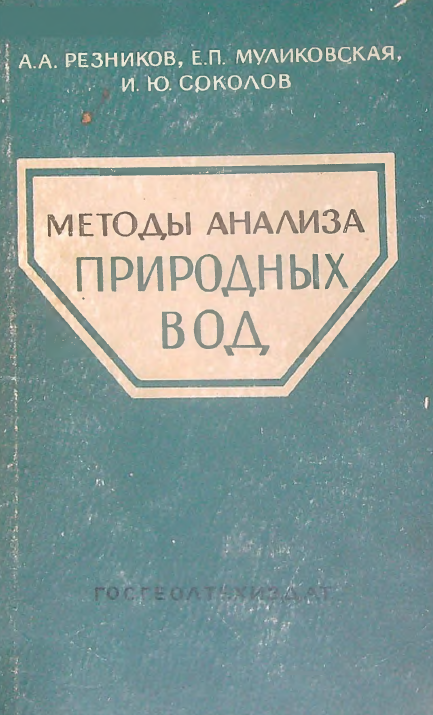 А.А. РЕЗНИКОВ, Е.П. МУЛИКОВСКАЯ,
И.Ю. СОКОЛОВ
МЕТОДЫ АНАЛИЗА
ПРИРОДНЫХ
ВОД
ГОСГЕОЛТЕХИЗДАТ